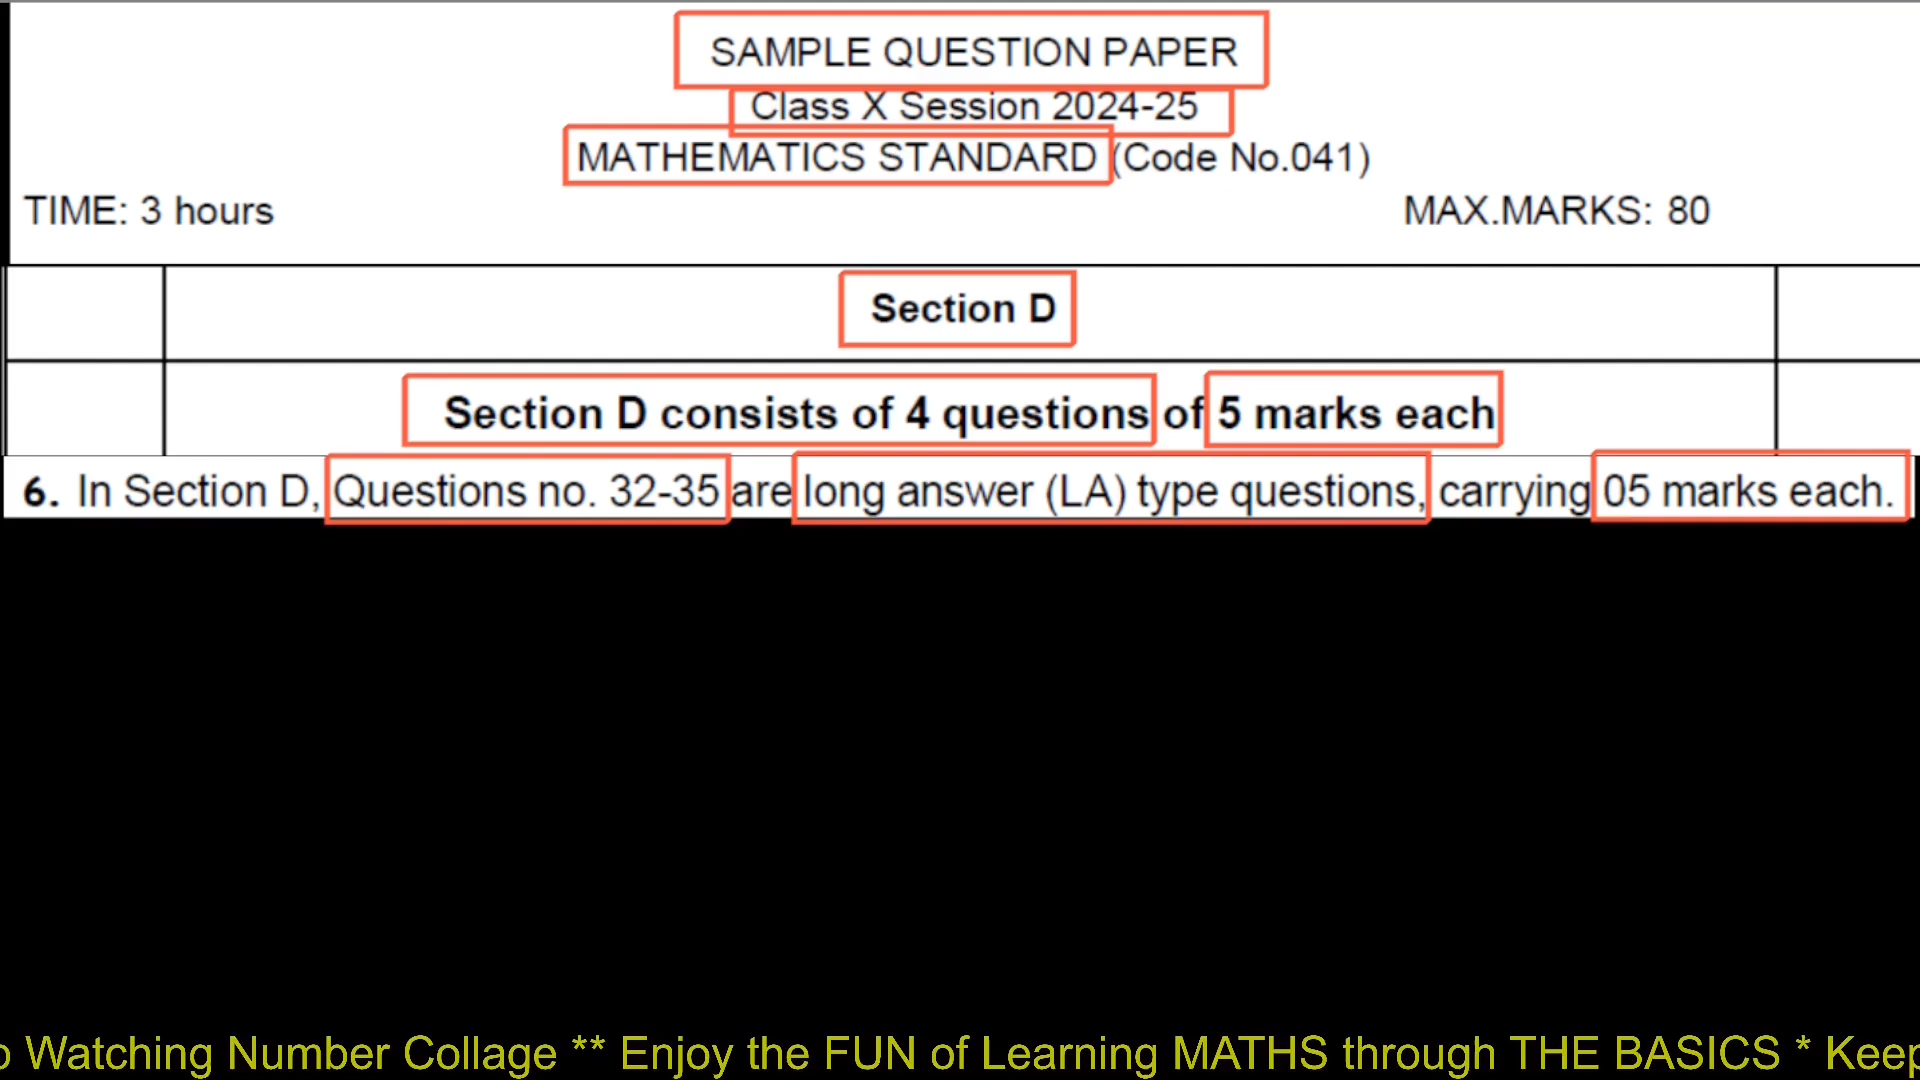 SAMPLE QUESTION PAPER
Class X Session 2024-25
MATHEMATICS STANDARD (Code No.041)
TIME: 3 hours MAX.MARKS: 80
Section D
Section D consists of 4 questions of 5 marks each
6. In Section D, Questions no. 32-35 are long answer (LA) type questions, carrying 05 marks each.
Watching Number Collage ** Enjoy the FUN of Learning MATHS through THE BASICS * Keep